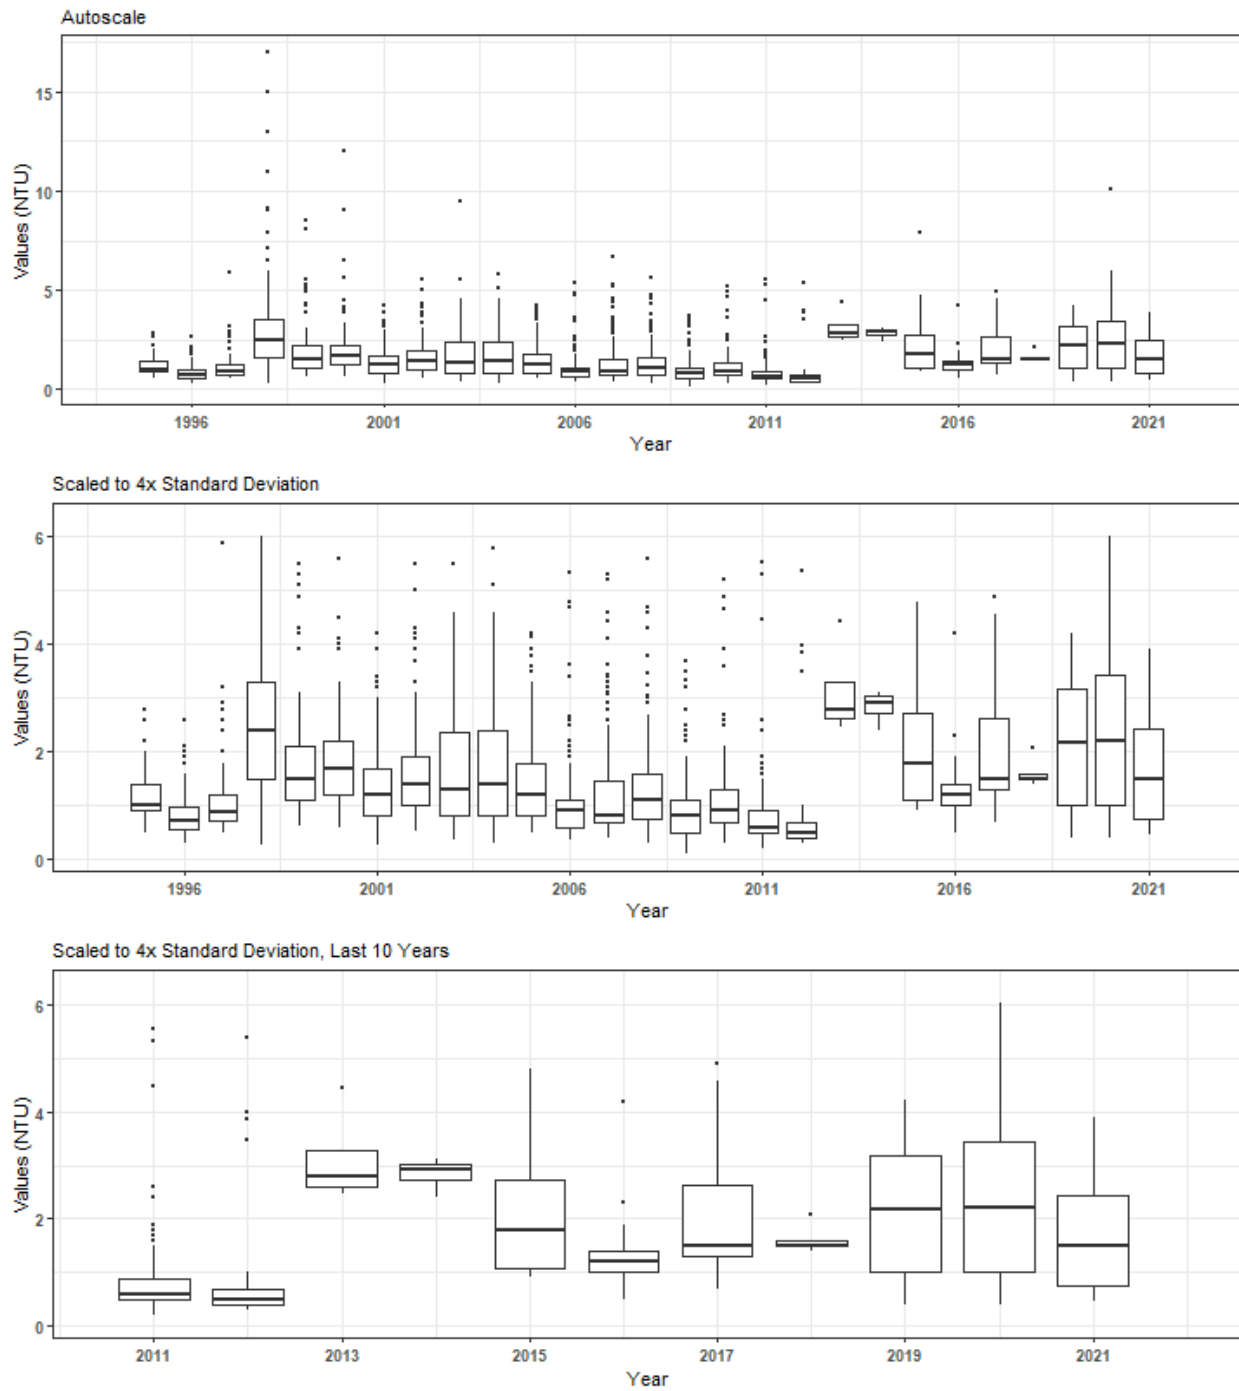 Autoscale
15
10
5
0
Values (NTU)
1996 2001 2006 2011 2016 2021
Year
Scaled to 4x Standard Deviation
6
4
2
0
Values (NTU)
1996 2001 2006 2011 2016 2021
Year
Scaled to 4x Standard Deviation, Last 10 Years
6
4
2
0
Values (NTU)
2011 2013 2015 2017 2019 2021
Year